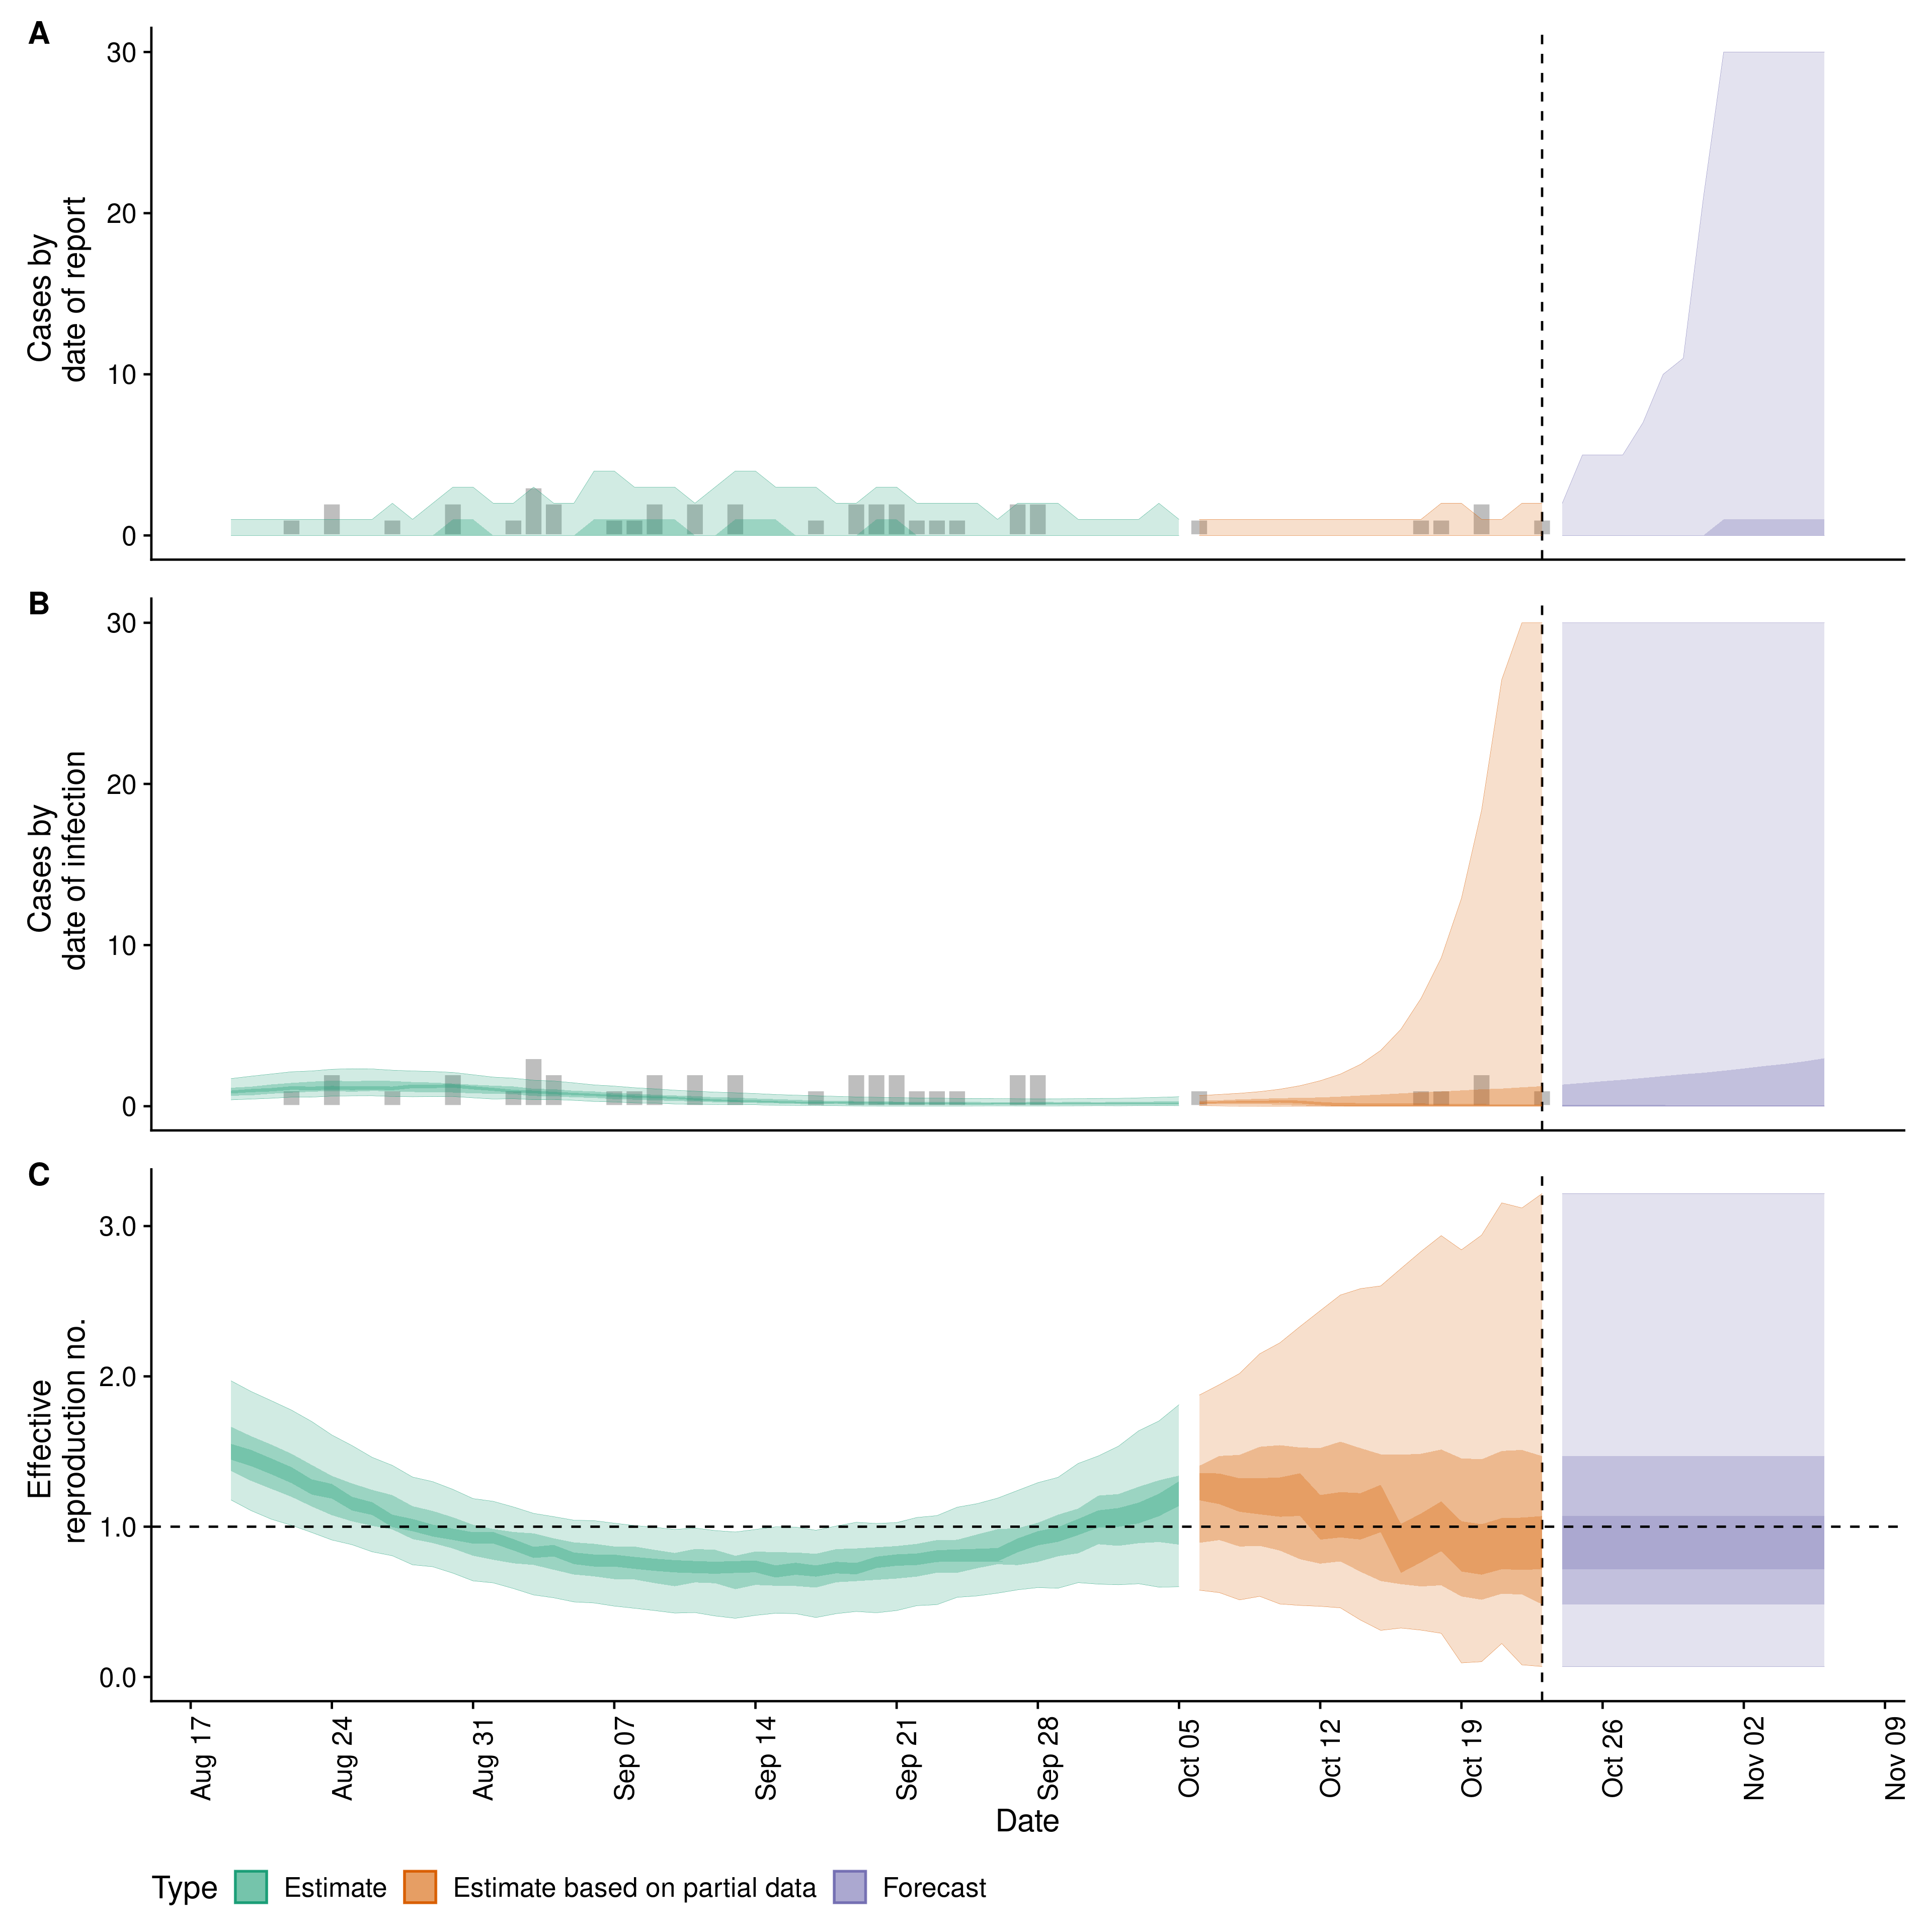 A
30
20
10
0
Cases by
date of report
B
30
20
10
0
Cases by
date of infection
C
3.0
2.0
1.0
0.0
Effective
reproduction no.
Aug 17
Aug 24
Aug 31
Sep 07
Sep 14
Sep 21
Sep 28
Oct 05
Oct 12
Oct 19
Oct 26
Nov 02
Nov 09
Date
Type Estimate Estimate based on partial data Forecast